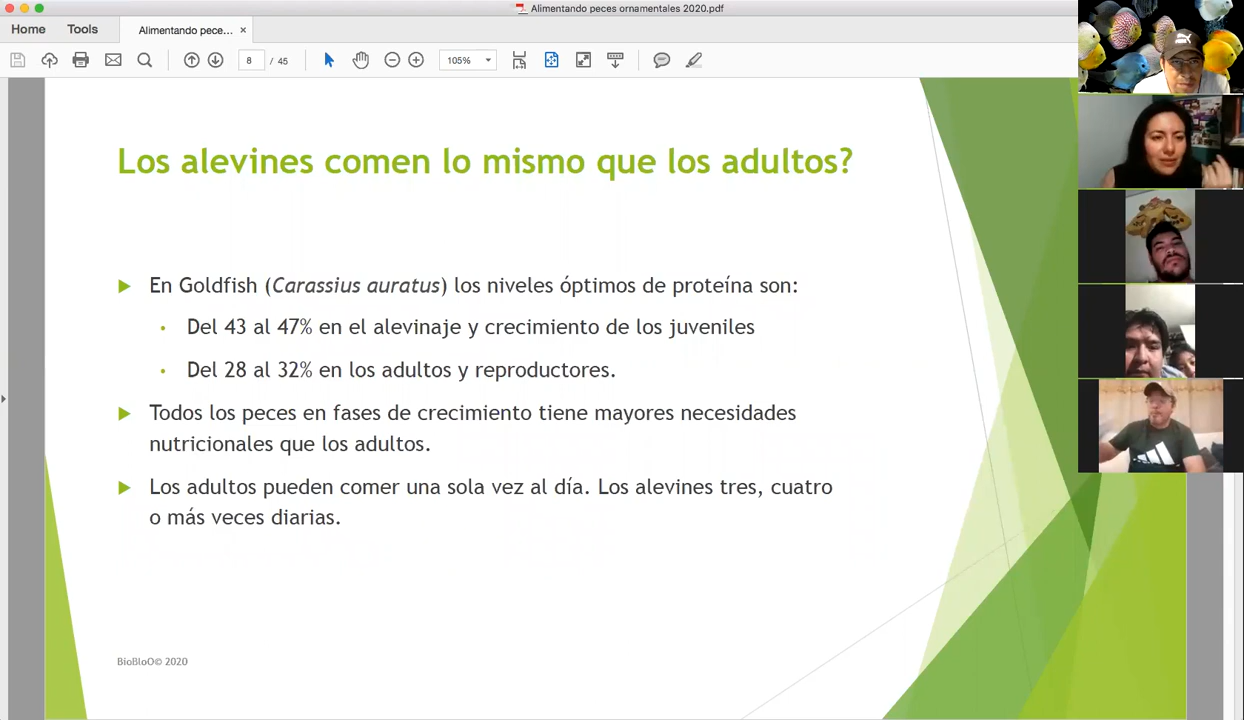 Alimentando peces ornamentales 2020.pdf
Home
Tools
Alimentando pece... ×
8 / 45
105%
Los alevines comen lo mismo que los adultos?
En Goldfish (Carassius auratus) los niveles óptimos de proteína son:
Del 43 al 47% en el alevinaje y crecimiento de los juveniles
Del 28 al 32% en los adultos y reproductores.
Todos los peces en fases de crecimiento tiene mayores necesidades
nutricionales que los adultos.
Los adultos pueden comer una sola vez al día. Los alevines tres, cuatro
o más veces diarias.
BioBloO© 2020